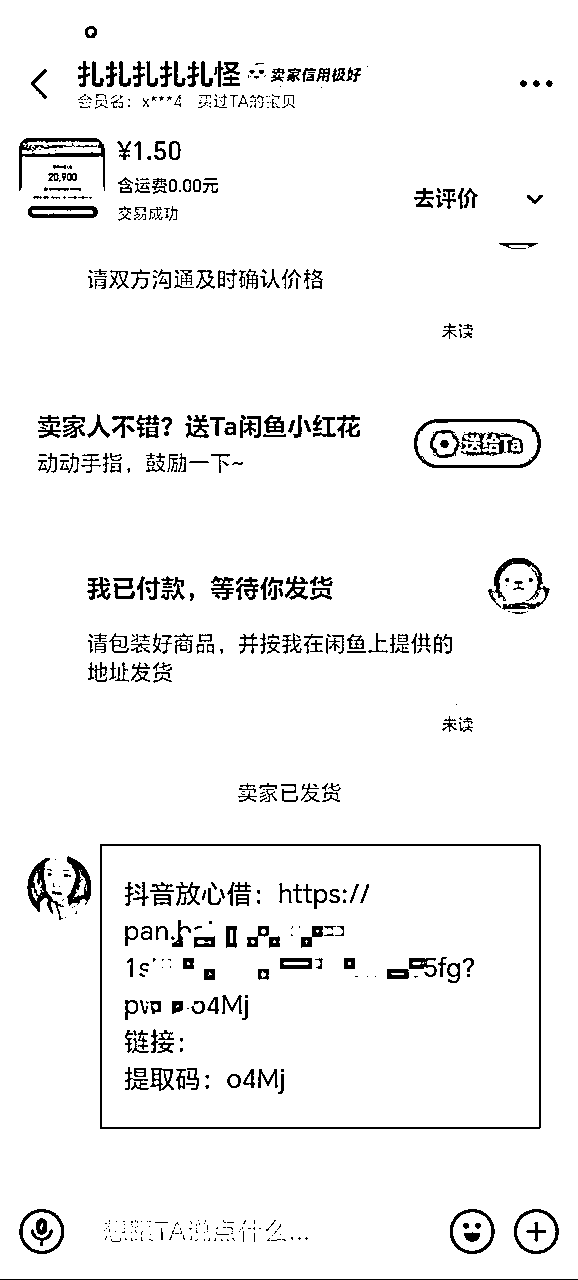 扎扎扎扎扎怪 卖家信用极好
会员名：x***4 买过TA的宝贝
20,900
¥1.50
含运费0.00元
交易成功
去评价
请双方沟通及时确认价格
未读
卖家人不错？送Ta闲鱼小红花
动动手指，鼓励一下~
送给Ta
我已付款，等待你发货
请包装好商品，并按我在闲鱼上提供的
地址发货
未读
卖家已发货
抖音放心借：https://
pan.
5fg?
o4Mj
链接：
提取码：o4Mj
想跟TA说点什么...